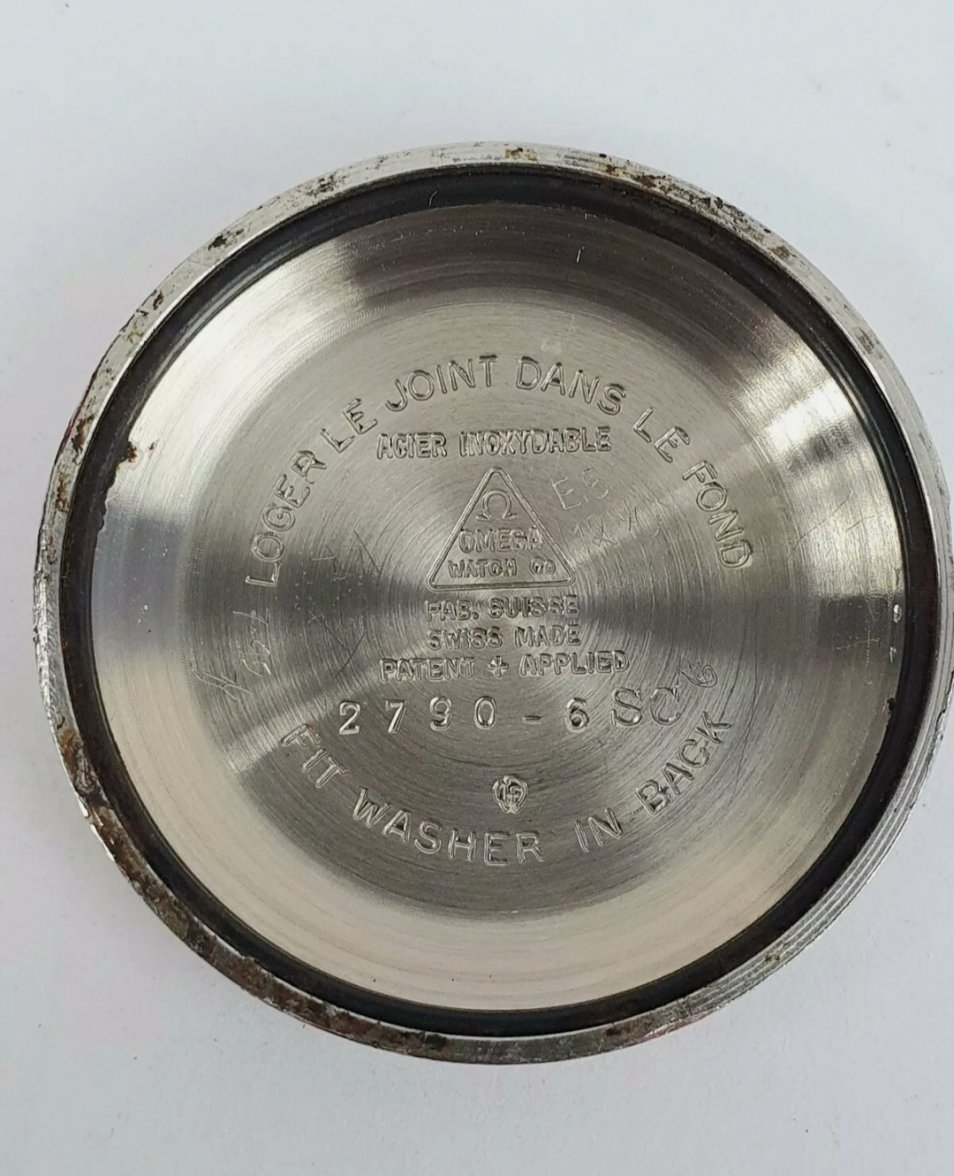 LOGER LE JOINT DANS LE FOND
ACIER INOXYDABLE
Ω
OMEGA
WATCH Co
FAB. SUISSE
SWISS MADE
PATENT + APPLIED
2790-6 SC
FIT WASHER IN BACK